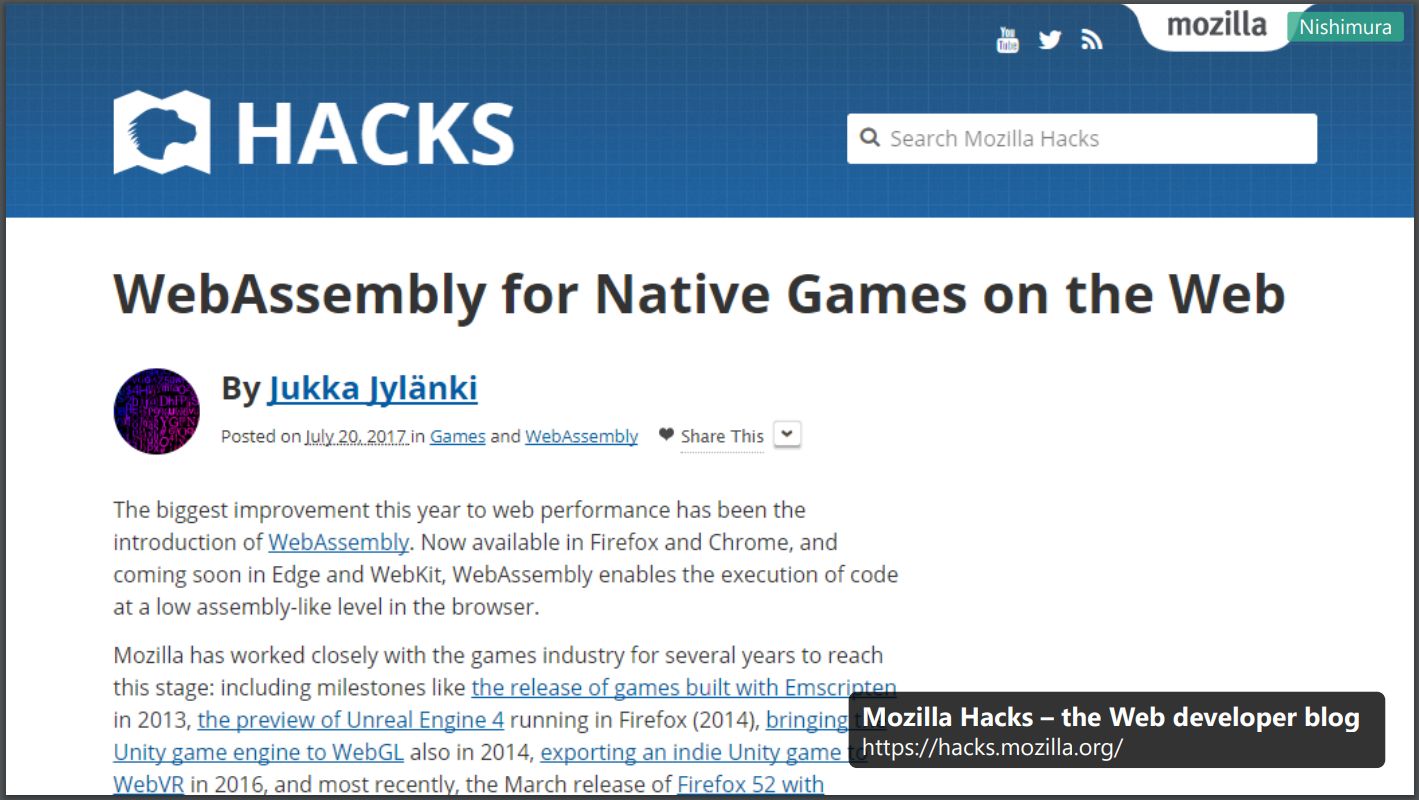 You
Tube
mozilla
Nishimura
HACKS
Search Mozilla Hacks
WebAssembly for Native Games on the Web
By Jukka Jylänki
Posted on July 20, 2017 in Games and WebAssembly
Share This
The biggest improvement this year to web performance has been the
introduction of WebAssembly. Now available in Firefox and Chrome, and
coming soon in Edge and WebKit, WebAssembly enables the execution of code
at a low assembly-like level in the browser.
Mozilla has worked closely with the games industry for several years to reach
this stage: including milestones like the release of games built with Emscripten
in 2013, the preview of Unreal Engine 4 running in Firefox (2014), bringing
Unity game engine to WebGL also in 2014, exporting an indie Unity game to
WebVR in 2016, and most recently, the March release of Firefox 52 with
Mozilla Hacks – the Web developer blog
https://hacks.mozilla.org/